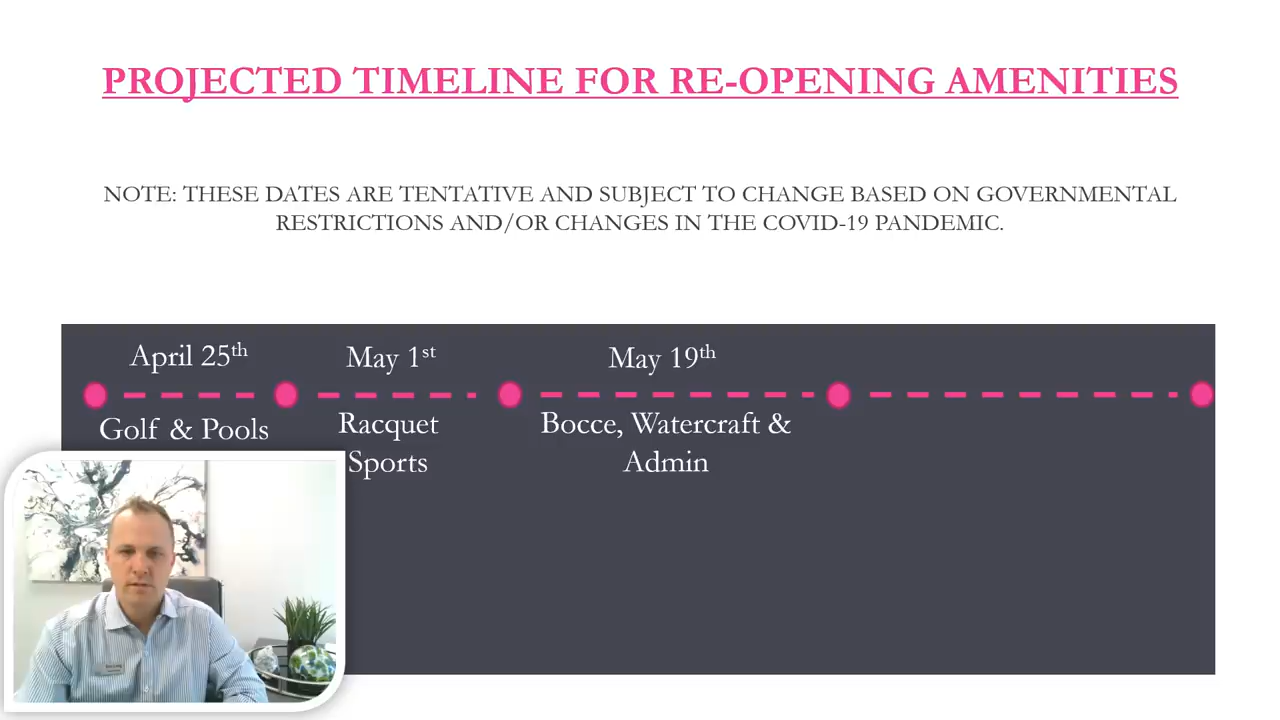 PROJECTED TIMELINE FOR RE-OPENING AMENITIES
NOTE: THESE DATES ARE TENTATIVE AND SUBJECT TO CHANGE BASED ON GOVERNMENTAL
RESTRICTIONS AND/OR CHANGES IN THE COVID-19 PANDEMIC.
April 25th
May 1st
May 19th
Golf & Pools
Racquet
Sports
Bocce, Watercraft &
Admin